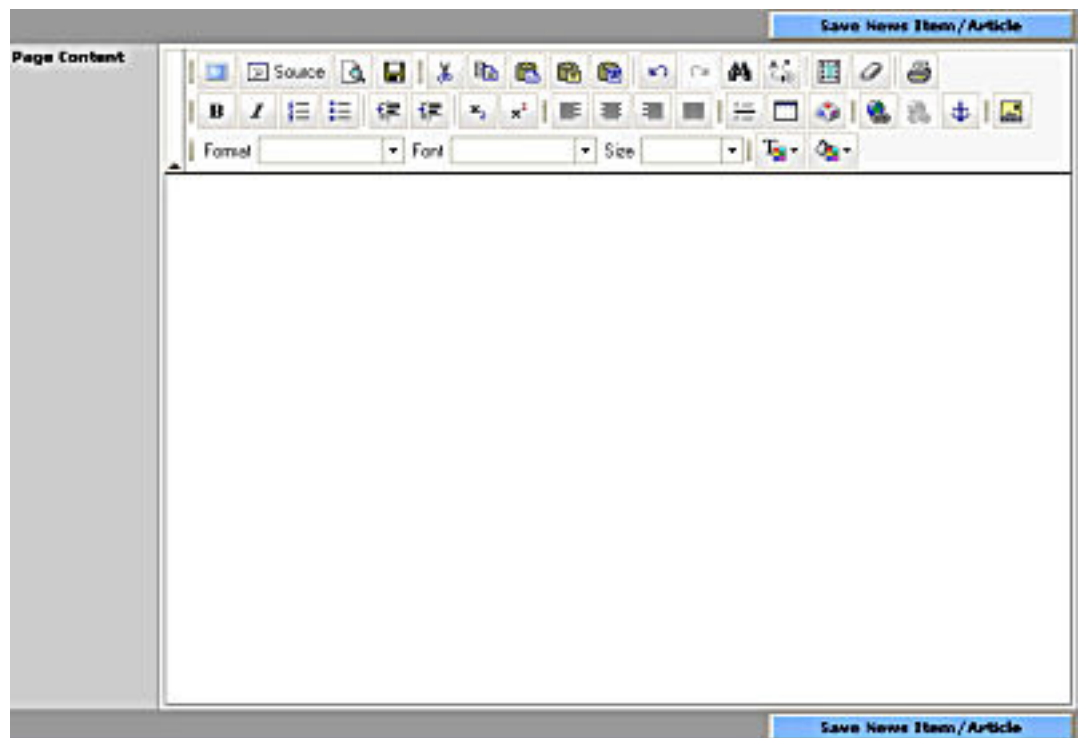 Save News Item/Article
Page Content
Source
B I
Format Font Size
Save News Item/Article